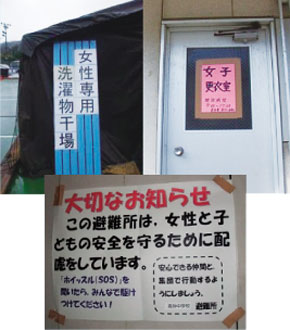 女性専用
洗濯物干場
女子
更衣室
大切なお知らせ
この避難所は、女性と子
どもの安全を守るために配
慮をしています。
「ホイッスル(SOS)」を
聞いたら、みんなで駆け
つけてください!
安心できる仲間と、
集団で行動するよ
うにしましょう。
避難所